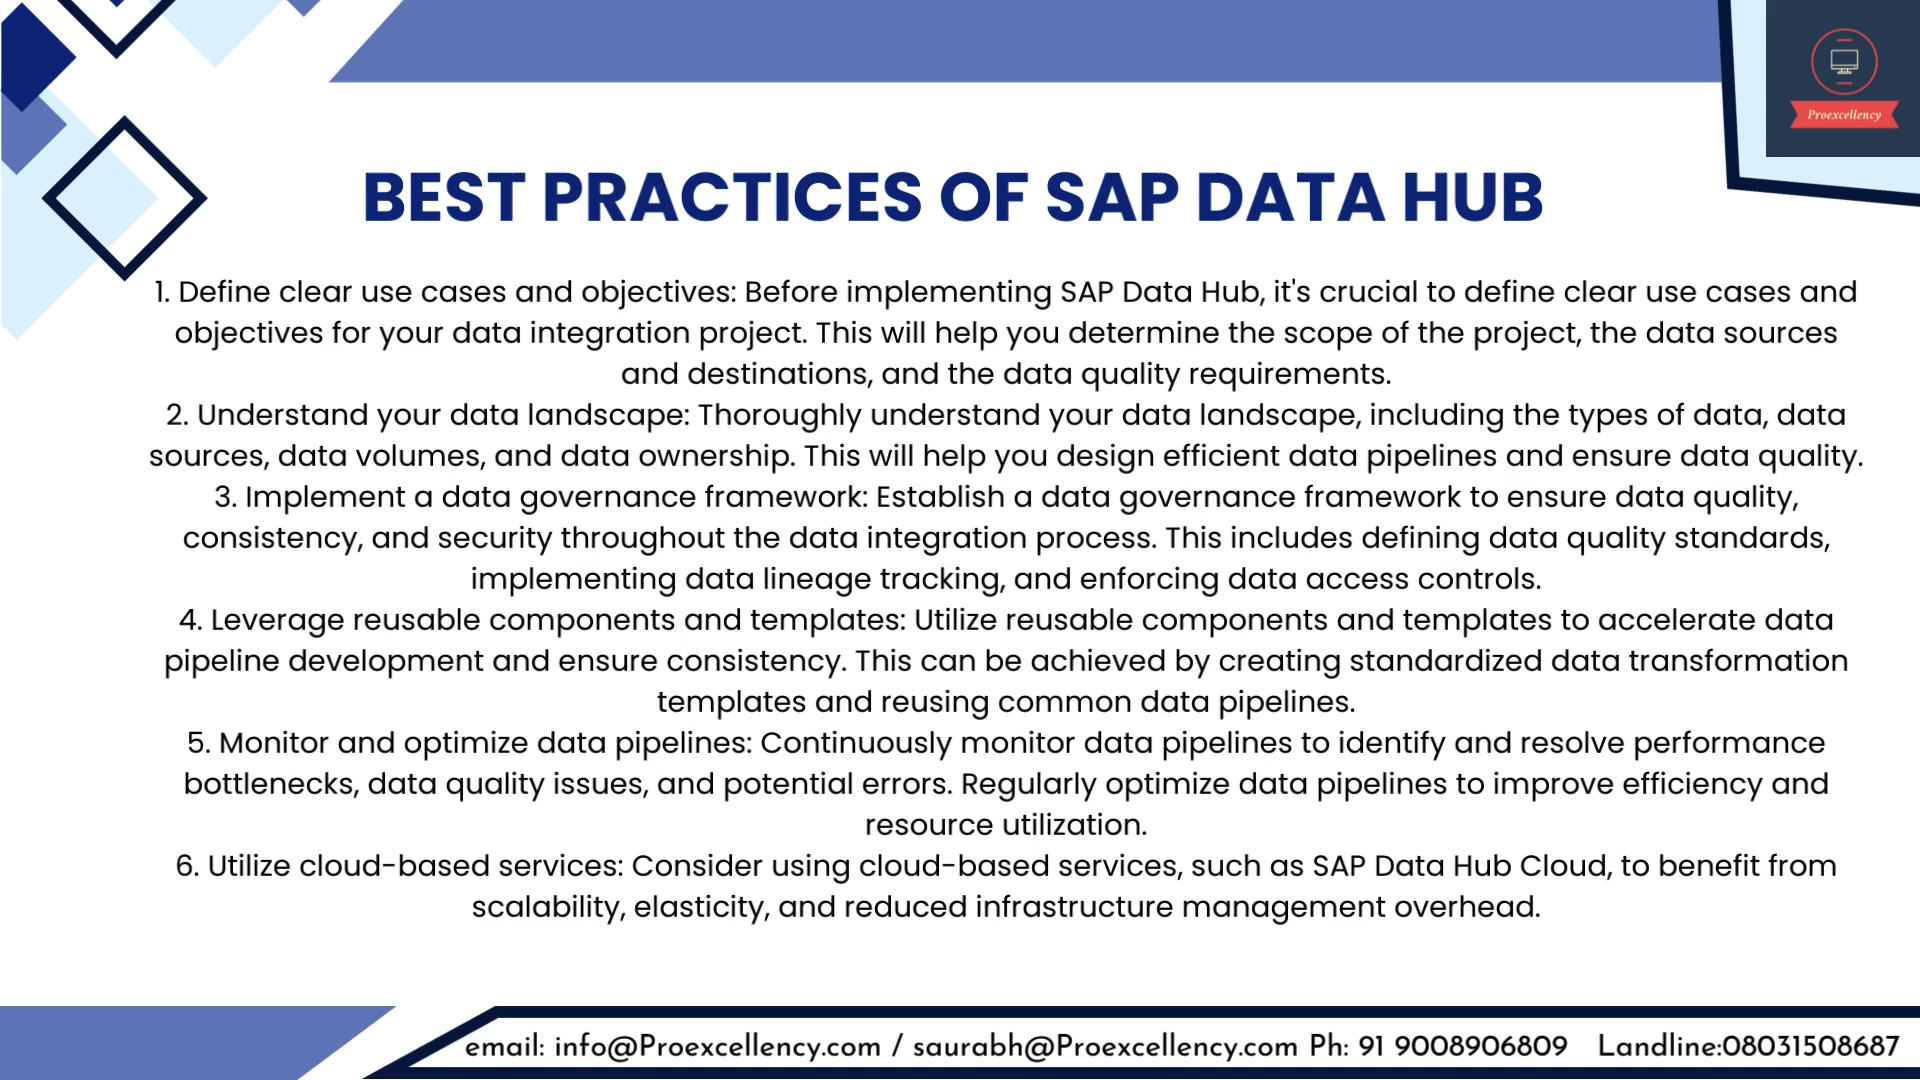 Proexcellency
BEST PRACTICES OF SAP DATA HUB
1. Define clear use cases and objectives: Before implementing SAP Data Hub, it's crucial to define clear use cases and
objectives for your data integration project. This will help you determine the scope of the project, the data sources
and destinations, and the data quality requirements.
2. Understand your data landscape: Thoroughly understand your data landscape, including the types of data, data
sources, data volumes, and data ownership. This will help you design efficient data pipelines and ensure data quality.
3. Implement a data governance framework: Establish a data governance framework to ensure data quality,
consistency, and security throughout the data integration process. This includes defining data quality standards,
implementing data lineage tracking, and enforcing data access controls.
4. Leverage reusable components and templates: Utilize reusable components and templates to accelerate data
pipeline development and ensure consistency. This can be achieved by creating standardized data transformation
templates and reusing common data pipelines.
5. Monitor and optimize data pipelines: Continuously monitor data pipelines to identify and resolve performance
bottlenecks, data quality issues, and potential errors. Regularly optimize data pipelines to improve efficiency and
resource utilization.
6. Utilize cloud-based services: Consider using cloud-based services, such as SAP Data Hub Cloud, to benefit from
scalability, elasticity, and reduced infrastructure management overhead.
email: info@Proexcellency.com / saurabh@Proexcellency.com Ph: 91 9008906809 Landline:08031508687